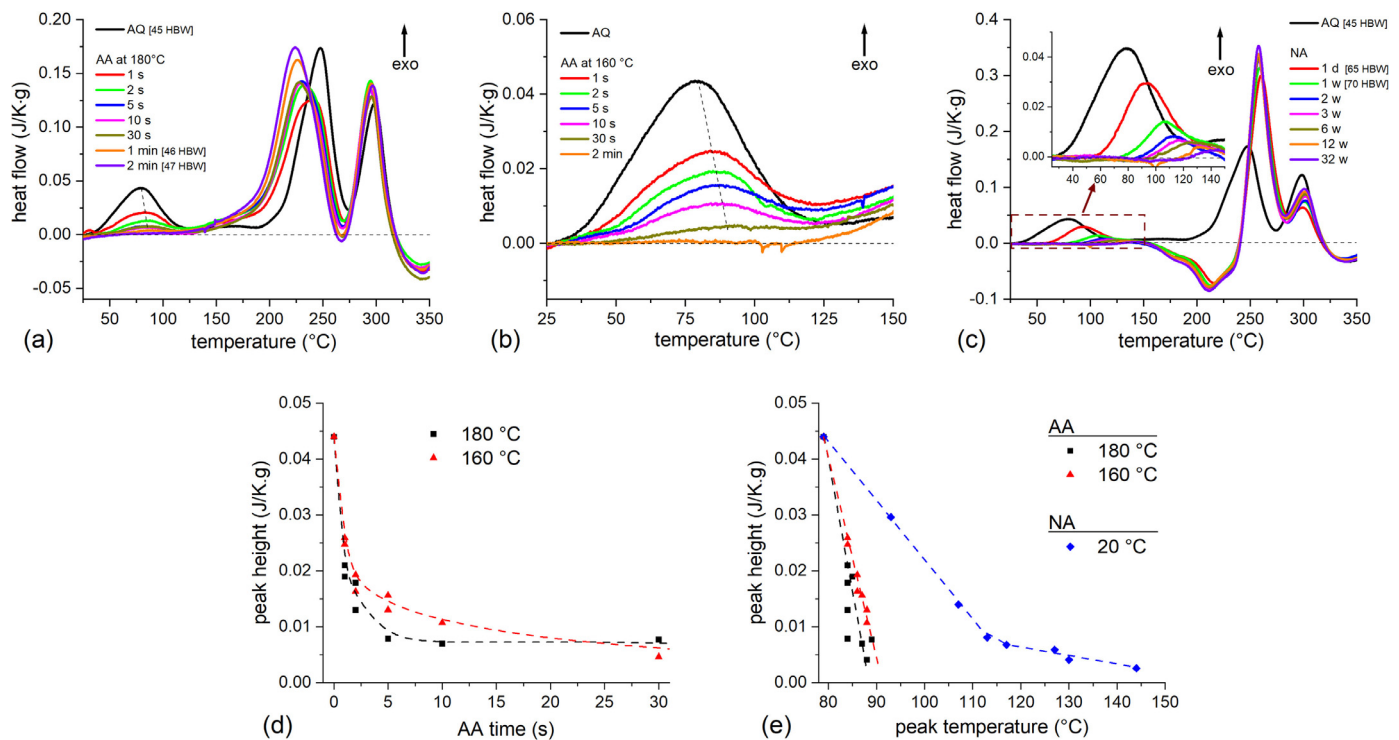 0.20
0.15
0.10
0.05
0.00
-0.05
heat flow (J/K·g)
AQ [45 HBW]
AA at 180°C
1 s
2 s
5 s
10 s
30 s
1 min [46 HBW]
2 min [47 HBW]
exo
50 100 150 200 250 300 350
temperature (°C)
(a)
0.06
0.04
0.02
0.00
heat flow (J/K·g)
AQ
AA at 160 °C
1 s
2 s
5 s
10 s
30 s
2 min
exo
25 50 75 100 125 150
temperature (°C)
(b)
0.4
0.3
0.2
0.1
0.0
-0.1
heat flow (J/K·g)
0.04
0.02
0.00
40 60 80 100 120 140
AQ [45 HBW]
NA
1 d [65 HBW]
1 w [70 HBW]
2 w
3 w
6 w
12 w
32 w
exo
50 100 150 200 250 300 350
temperature (°C)
(c)
0.05
0.04
0.03
0.02
0.01
0.00
peak height (J/K.g)
180 °C
160 °C
0 5 10 15 20 25 30
AA time (s)
(d)
0.05
0.04
0.03
0.02
0.01
0.00
peak height (J/K.g)
AA
180 °C
160 °C
NA
20 °C
80 90 100 110 120 130 140 150
peak temperature (°C)
(e)